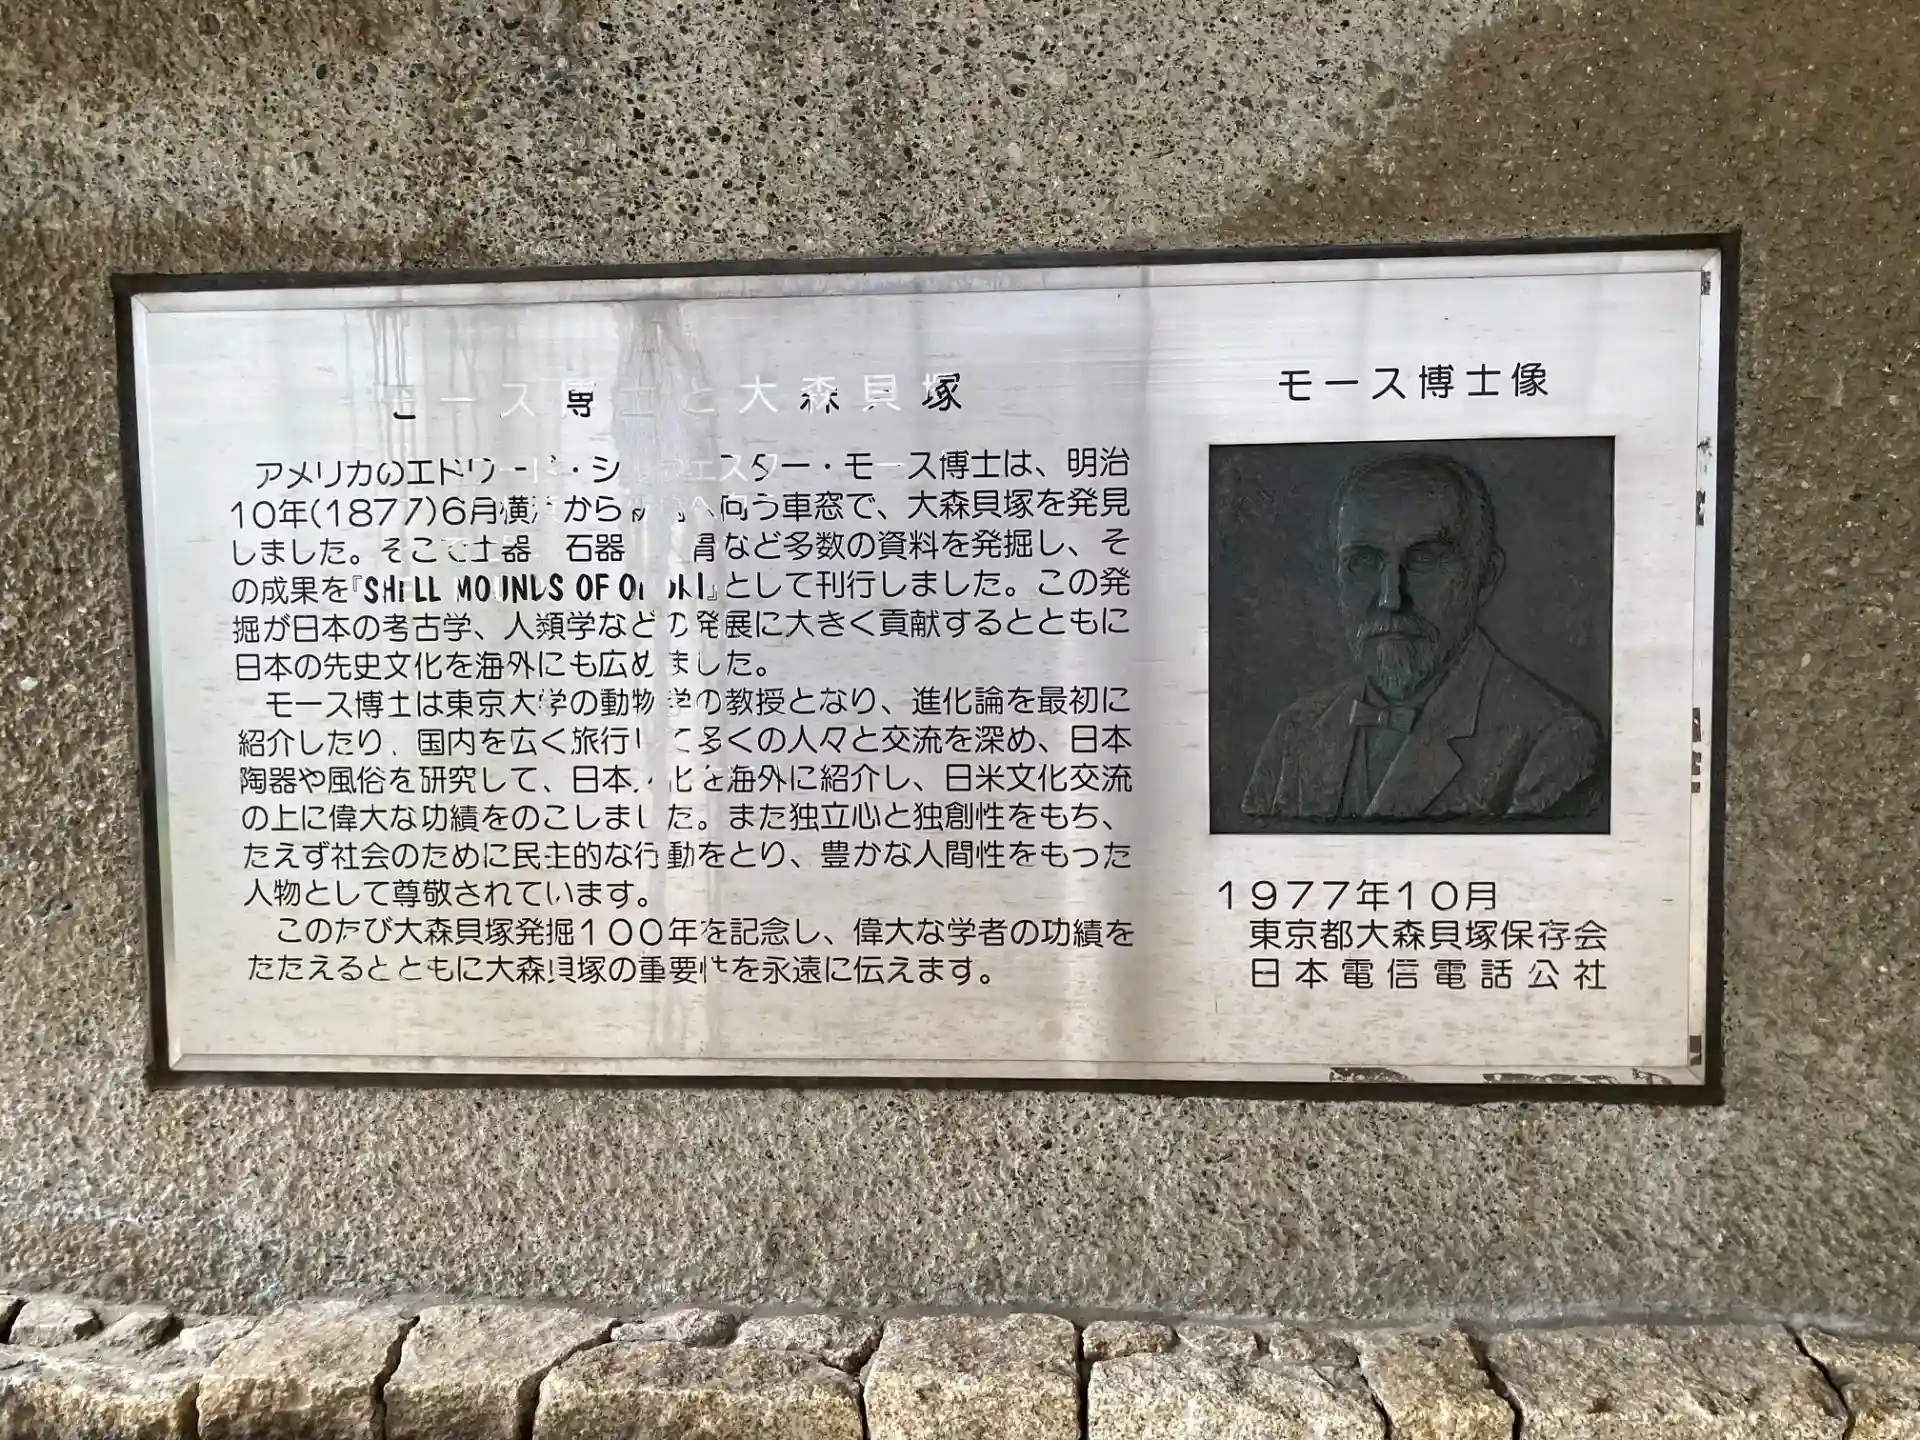 モース博士と大森貝塚
アメリカのエドワード・シルヴェスター・モース博士は、明治
10年(1877)6月横浜から新橋へ向う車窓で、大森貝塚を発見
しました。そこで土器、石器、人骨など多数の資料を発掘し、そ
の成果を『SHELL MOUNDS OF OMORI』として刊行しました。この発
掘が日本の考古学、人類学などの発展に大きく貢献するとともに
日本の先史文化を海外にも広めました。
モース博士は東京大学の動物学の教授となり、進化論を最初に
紹介したり、国内を広く旅行して多くの人々と交流を深め、日本
陶器や風俗を研究して、日本文化を海外に紹介し、日米文化交流
の上に偉大な功績をのこしました。また独立心と独創性をもち、
たえず社会のために民主的な行動をとり、豊かな人間性をもった
人物として尊敬されています。
このたび大森貝塚発掘100年を記念し、偉大な学者の功績を
たたえるとともに大森貝塚の重要性を永遠に伝えます。
モース博士像
1977年10月
東京都大森貝塚保存会
日本電信電話公社